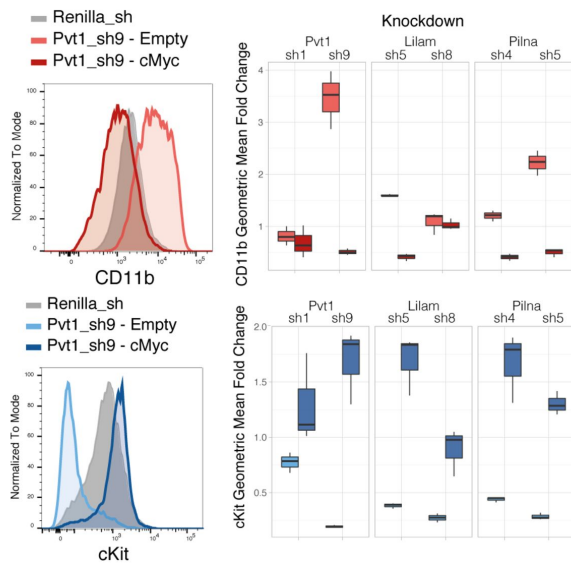 Renilla_sh
Pvt1_sh9 - Empty
Pvt1_sh9 - cMyc
Normalized To Mode
100
80
60
40
20
0
0 10³ 10⁴ 10⁵
CD11b
Knockdown
Pvt1 Lilam Pilna
sh1 sh9 sh5 sh8 sh4 sh5
CD11b Geometric Mean Fold Change
4
3
2
1
Renilla_sh
Pvt1_sh9 - Empty
Pvt1_sh9 - cMyc
Normalized To Mode
100
80
60
40
20
0
0 10³ 10⁴ 10⁵
cKit
Pvt1 Lilam Pilna
sh1 sh9 sh5 sh8 sh4 sh5
cKit Geometric Mean Fold Change
2.0
1.5
1.0
0.5